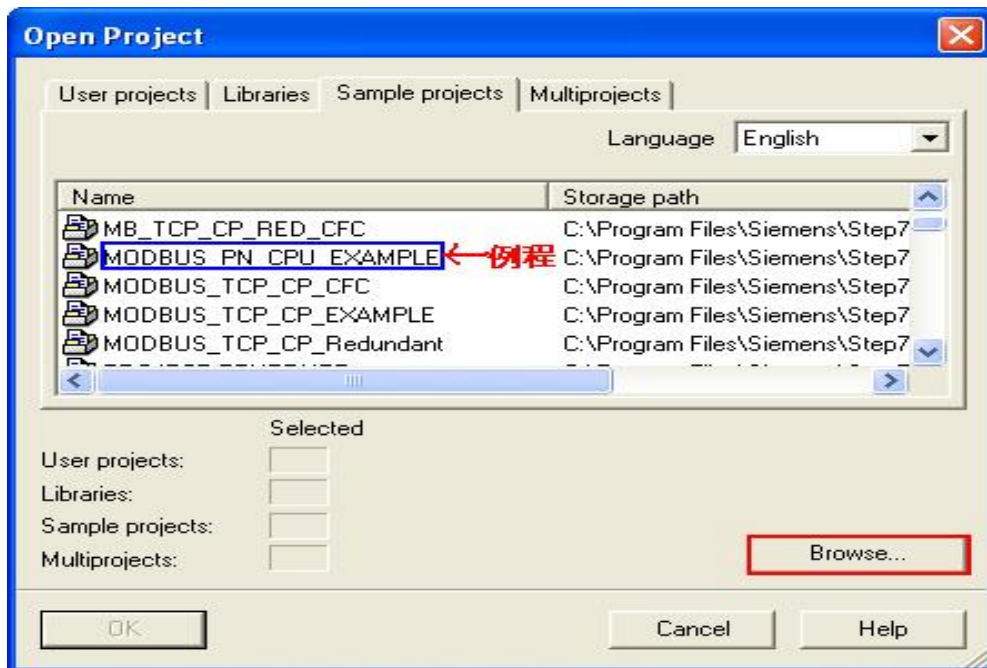 Open Project
User projects Libraries Sample projects Multiprojects
Language English
Name Storage path
MB_TCP_CP_RED_CFC C:\Program Files\Siemens\Step7
MODBUS_PN_CPU_EXAMPLE 例程 C:\Program Files\Siemens\Step7
MODBUS_TCP_CP_CFC C:\Program Files\Siemens\Step7
MODBUS_TCP_CP_EXAMPLE C:\Program Files\Siemens\Step7
MODBUS_TCP_CP_Redundant C:\Program Files\Siemens\Step7
Selected
User projects:
Libraries:
Sample projects:
Multiprojects:
Browse...
OK Cancel Help